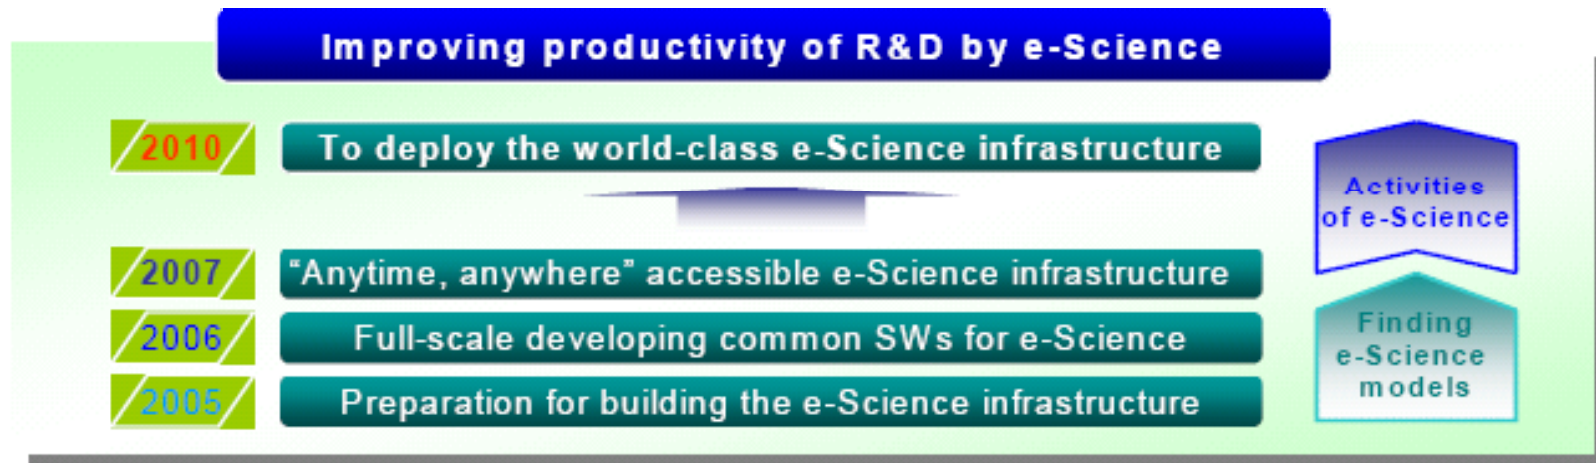 Improving productivity of R&D by e-Science
2010 To deploy the world-class e-Science infrastructure
Activities
of e-Science
2007 “Anytime, anywhere” accessible e-Science infrastructure
2006 Full-scale developing common SWs for e-Science
2005 Preparation for building the e-Science infrastructure
Finding
e-Science
models